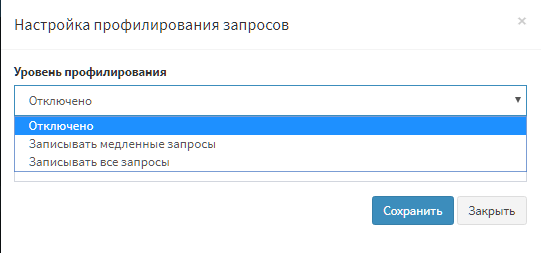 Настройка профилирования запросов
×
Уровень профилирования
Отключено
Отключено
Записывать медленные запросы
Записывать все запросы
Сохранить Закрыть